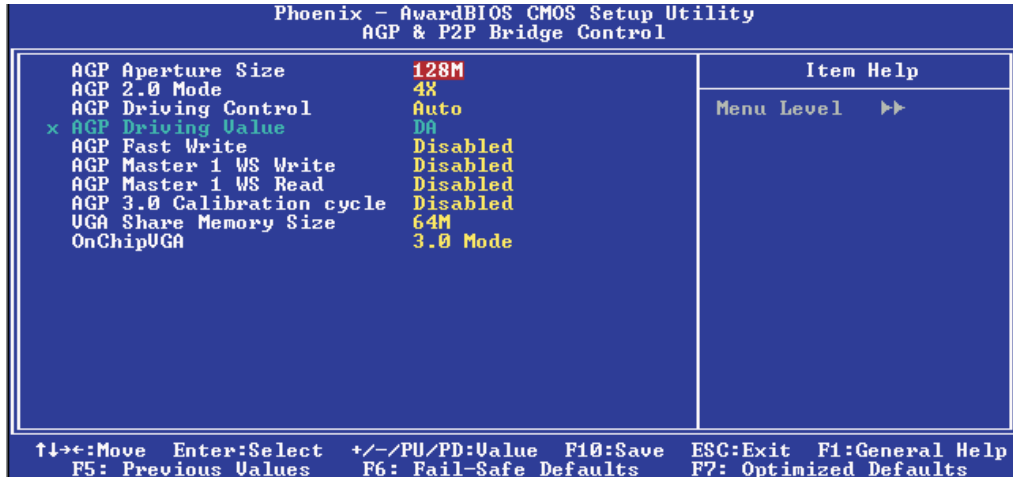 Phoenix - AwardBIOS CMOS Setup Utility
AGP & P2P Bridge Control
AGP Aperture Size 128M
AGP 2.0 Mode 4X
AGP Driving Control Auto
x AGP Driving Value DA
AGP Fast Write Disabled
AGP Master 1 WS Write Disabled
AGP Master 1 WS Read Disabled
AGP 3.0 Calibration cycle Disabled
VGA Share Memory Size 64M
OnChipVGA 3.0 Mode
Item Help
Menu Level ▶▶
↑↓→←:Move Enter:Select +/-/PU/PD:Value F10:Save ESC:Exit F1:General Help
F5: Previous Values F6: Fail-Safe Defaults F7: Optimized Defaults